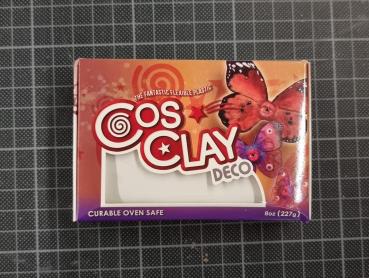 THE FANTASTIC FLEXIBLE PLASTIC
COS
CLAY
DECO
CURABLE OVEN SAFE
8oz (227g)